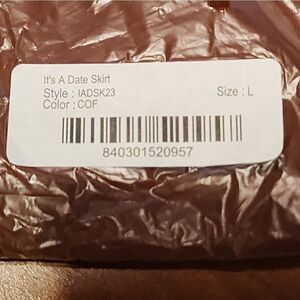 It's A Date Skirt
Style : IADSK23 Size : L
Color : COF
840301520957